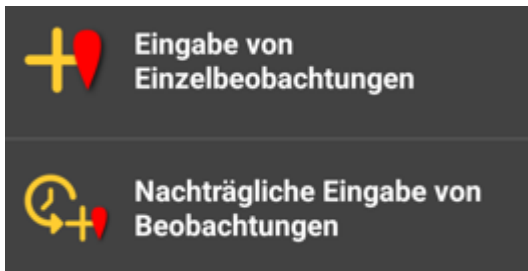 Eingabe von
Einzelbeobachtungen
Nachträgliche Eingabe von
Beobachtungen